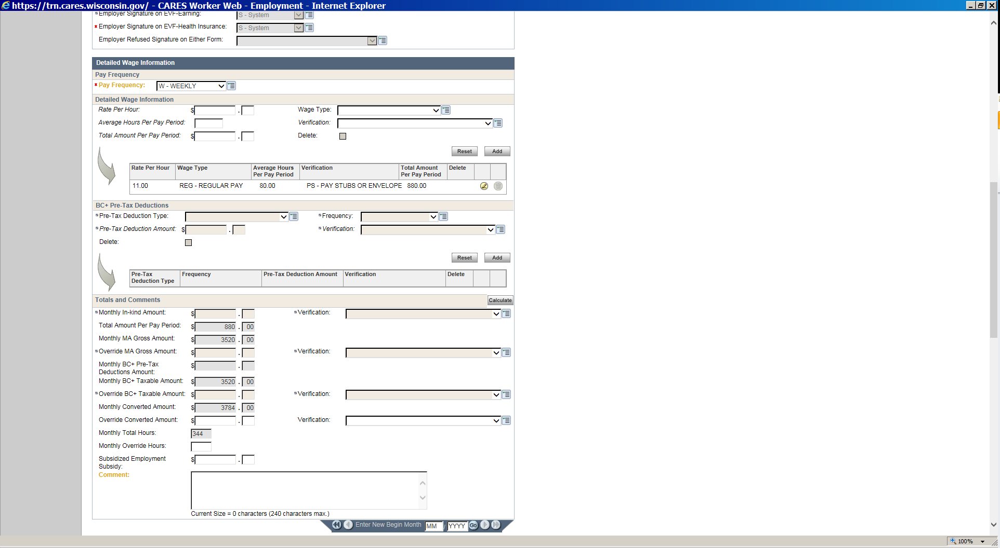 https://trn.cares.wisconsin.gov/ - CARES Worker Web - Employment - Internet Explorer
Employer Signature on EVF-Earning: S - System
* Employer Signature on EVF-Health Insurance: S - System
Employer Refused Signature on Either Form:
Detailed Wage Information
Pay Frequency
* Pay Frequency: W - WEEKLY
Detailed Wage Information
Rate Per Hour: $ . Wage Type:
Average Hours Per Pay Period: Verification:
Total Amount Per Pay Period: $ . Delete:
Reset Add
Rate Per Hour Wage Type Average Hours Per Pay Period Verification Total Amount Per Pay Period Delete
11.00 REG - REGULAR PAY 80.00 PS - PAY STUBS OR ENVELOPE 880.00
BC+ Pre-Tax Deductions
Pre-Tax Deduction Type: Frequency:
Pre-Tax Deduction Amount: $ . Verification:
Delete:
Reset Add
Pre-Tax Deduction Type Frequency Pre-Tax Deduction Amount Verification Delete
Totals and Comments Calculate
Monthly In-kind Amount: $ . Verification:
Total Amount Per Pay Period: $ 880 . 00
Monthly MA Gross Amount: $ 3520 . 00
Override MA Gross Amount: $ . Verification:
Monthly BC+ Pre-Tax Deductions Amount: $ .
Monthly BC+ Taxable Amount: $ 3520 . 00
Override BC+ Taxable Amount: $ . Verification:
Monthly Converted Amount: $ 3784 . 00
Override Converted Amount: $ . Verification:
Monthly Total Hours: 344
Monthly Override Hours:
Subsidized Employment Subsidy: $ .
Comment:
Current Size = 0 characters (240 characters max.)
Enter New Begin Month MM / YYYY Go
100%